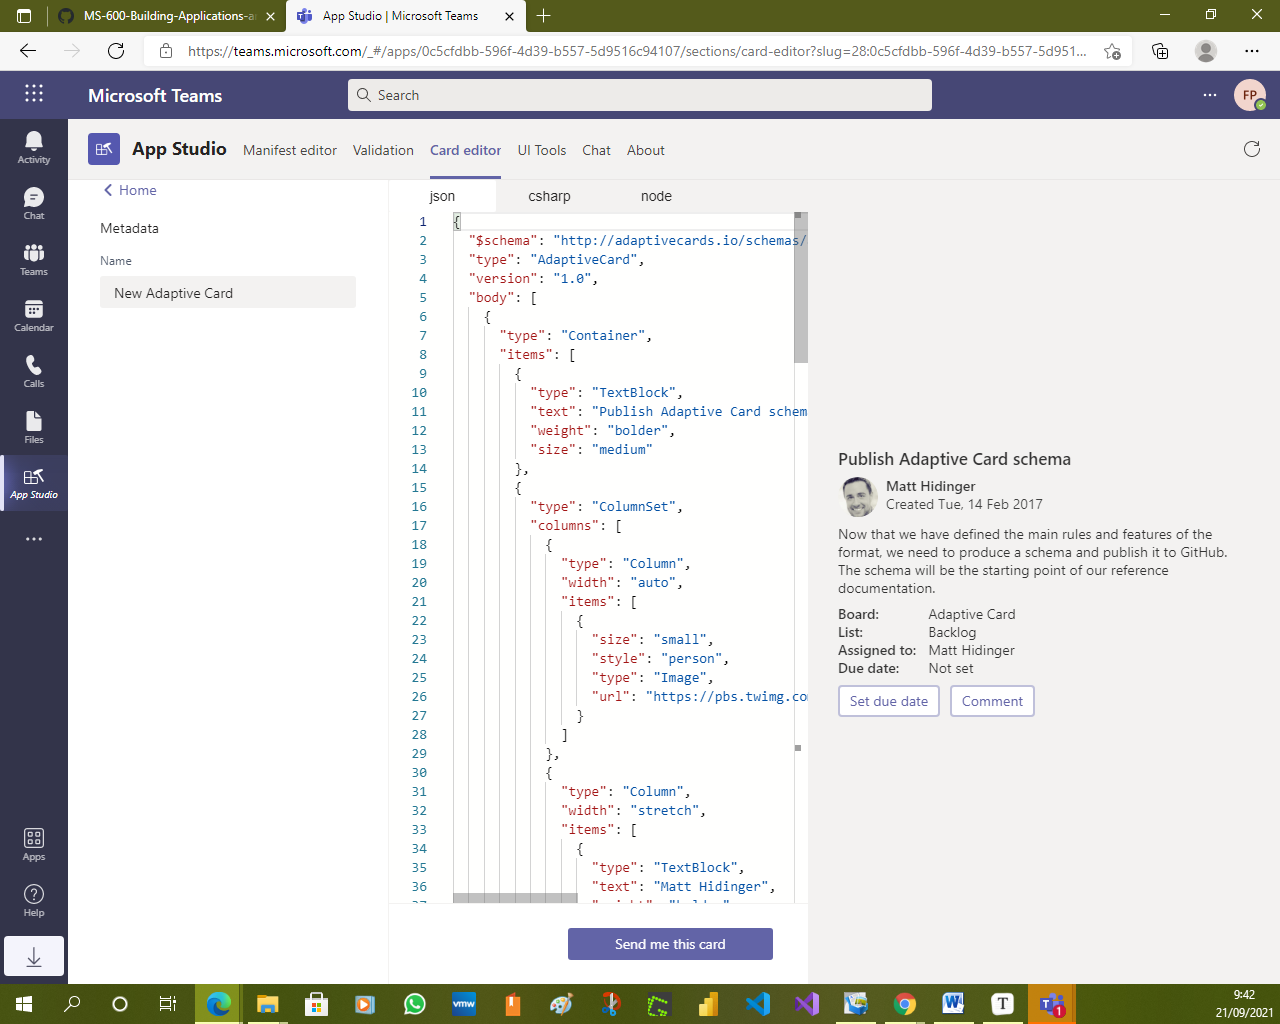 MS-600-Building-Applications-a
App Studio | Microsoft Teams
https://teams.microsoft.com/_#/apps/0c5cfdbb-596f-4d39-b557-5d9516c94107/sections/card-editor?slug=28:0c5cfdbb-596f-4d39-b557-5d951...
Microsoft Teams
Search
FP
App Studio
Manifest editor
Validation
Card editor
UI Tools
Chat
About
Activity
Chat
Teams
Calendar
Calls
Files
App Studio
Apps
Help
Home
Metadata
Name
New Adaptive Card
json
csharp
node
1 {
2 "$schema": "http://adaptivecards.io/schemas/
3 "type": "AdaptiveCard",
4 "version": "1.0",
5 "body": [
6 {
7 "type": "Container",
8 "items": [
9 {
10 "type": "TextBlock",
11 "text": "Publish Adaptive Card schem
12 "weight": "bolder",
13 "size": "medium"
14 },
15 {
16 "type": "ColumnSet",
17 "columns": [
18 {
19 "type": "Column",
20 "width": "auto",
21 "items": [
22 {
23 "size": "small",
24 "style": "person",
25 "type": "Image",
26 "url": "https://pbs.twimg.co
27 }
28 ]
29 },
30 {
31 "type": "Column",
32 "width": "stretch",
33 "items": [
34 {
35 "type": "TextBlock",
36 "text": "Matt Hidinger",
Send me this card
Publish Adaptive Card schema
Matt Hidinger
Created Tue, 14 Feb 2017
Now that we have defined the main rules and features of the
format, we need to produce a schema and publish it to GitHub.
The schema will be the starting point of our reference
documentation.
Board: Adaptive Card
List: Backlog
Assigned to: Matt Hidinger
Due date: Not set
Set due date
Comment
vmw
W
T
1
9:42
21/09/2021